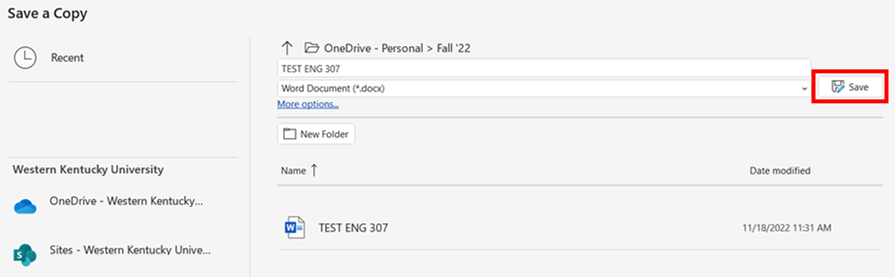 Save a Copy
Recent
Western Kentucky University
OneDrive - Western Kentucky...
Sites - Western Kentucky Unive...
OneDrive - Personal > Fall '22
TEST ENG 307
Word Document (*.docx)
Save
More options...
New Folder
Name ↑ Date modified
TEST ENG 307 11/18/2022 11:31 AM